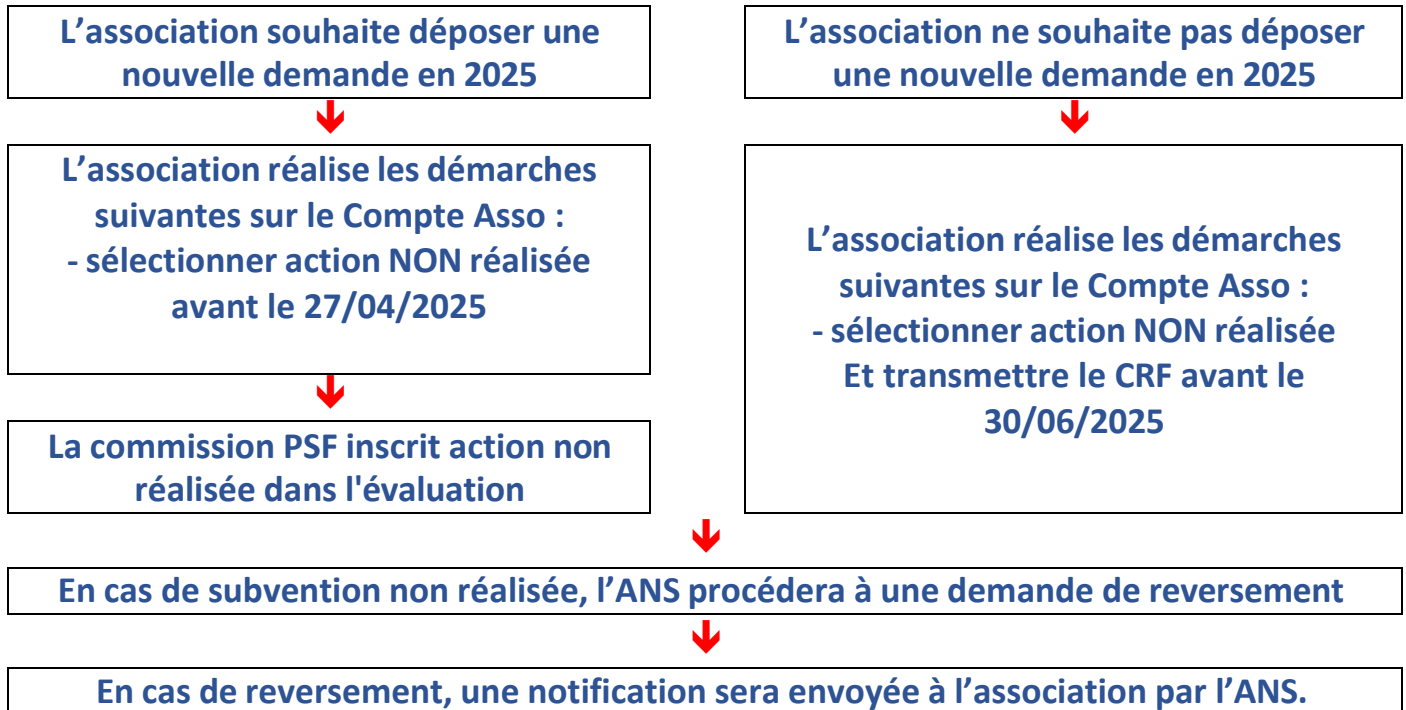 L’association souhaite déposer une
nouvelle demande en 2025
L’association réalise les démarches
suivantes sur le Compte Asso :
- sélectionner action NON réalisée
avant le 27/04/2025
La commission PSF inscrit action non
réalisée dans l'évaluation
L’association ne souhaite pas déposer
une nouvelle demande en 2025
L’association réalise les démarches
suivantes sur le Compte Asso :
- sélectionner action NON réalisée
Et transmettre le CRF avant le
30/06/2025
En cas de subvention non réalisée, l’ANS procédera à une demande de reversement
En cas de reversement, une notification sera envoyée à l’association par l’ANS.